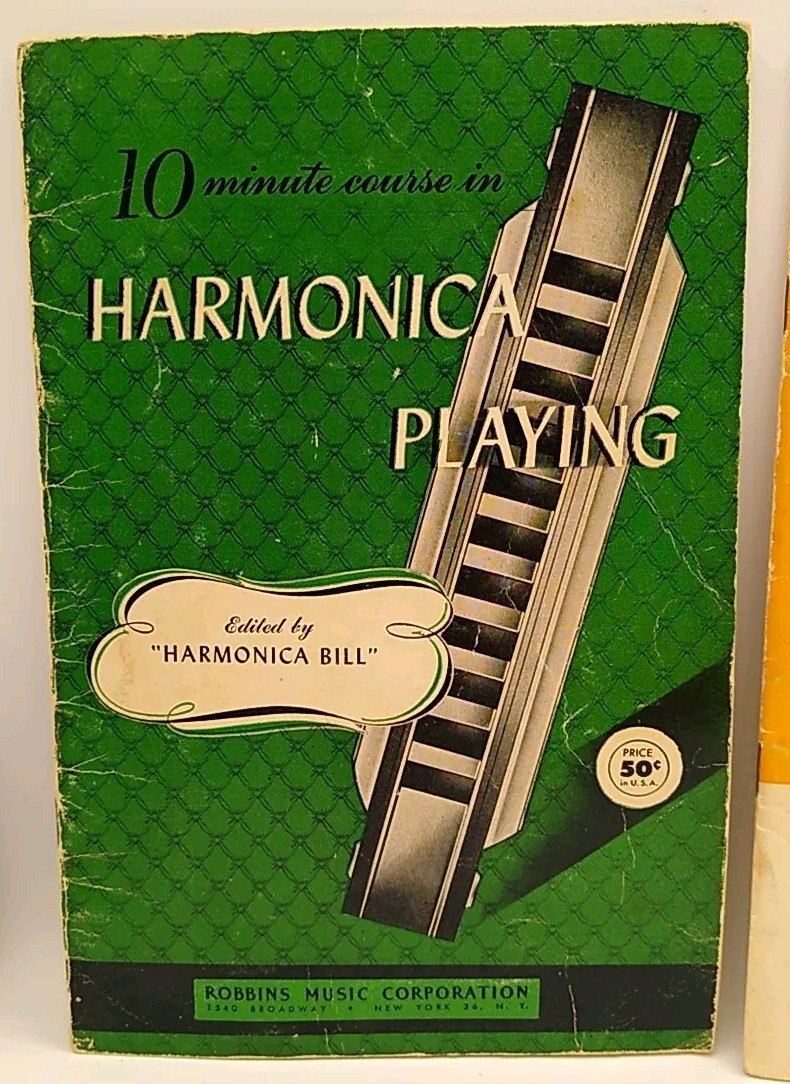 10 minute course in
HARMONICA
PLAYING
Edited by
"HARMONICA BILL"
PRICE
50¢
in U.S.A.
ROBBINS MUSIC CORPORATION
1540 BROADWAY • NEW YORK 36, N. Y.